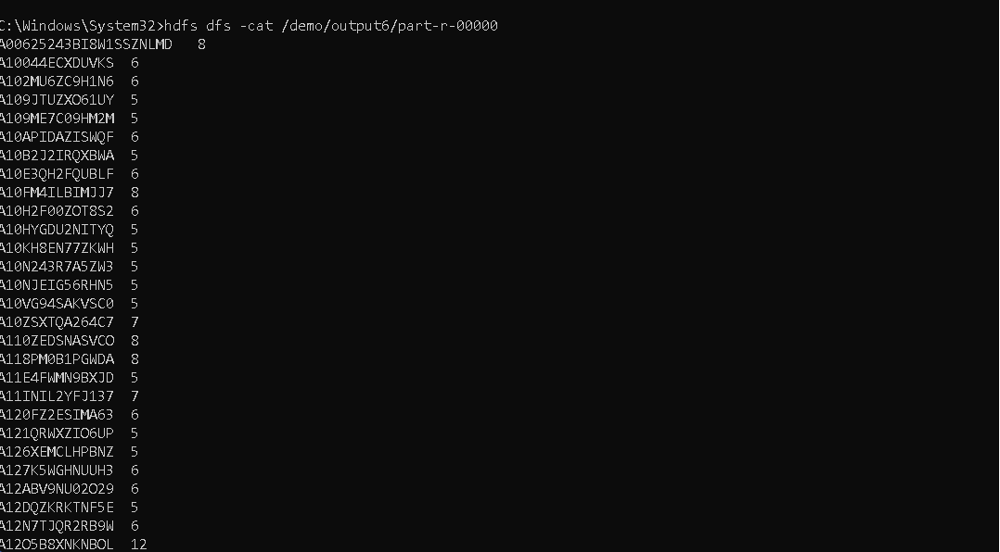 C:\Windows\System32>hdfs dfs -cat /demo/output6/part-r-00000
A00625243BI8W1SSZNLMD 8
A10044ECXDUVKS 6
A102MU6ZC9H1N6 6
A109JTUZXO61UY 5
A109ME7C09HM2M 5
A10APIDAZISWQF 6
A10B2J2IRQXBWA 5
A10E3QH2FQUBLF 6
A10FM4ILBIMJJ7 8
A10H2F00ZOT8S2 6
A10HYGDU2NITYQ 5
A10KH8EN77ZKWH 5
A10N243R7A5ZW3 5
A10NJEIG56RHN5 5
A10VG94SAKVSC0 5
A10ZSXTQA264C7 7
A110ZEDSNASVCO 8
A118PM0B1PGWDA 8
A11E4FWMN9BXJD 5
A11INIL2YFJ137 7
A120FZ2ESIMA63 6
A121QRWXZIO6UP 5
A126XEMCLHPBNZ 5
A127K5WGHNUUH3 6
A12ABV9NU02O29 6
A12DQZKRKTNF5E 5
A12N7TJQR2RB9W 6
A12O5B8XNKNBOL 12